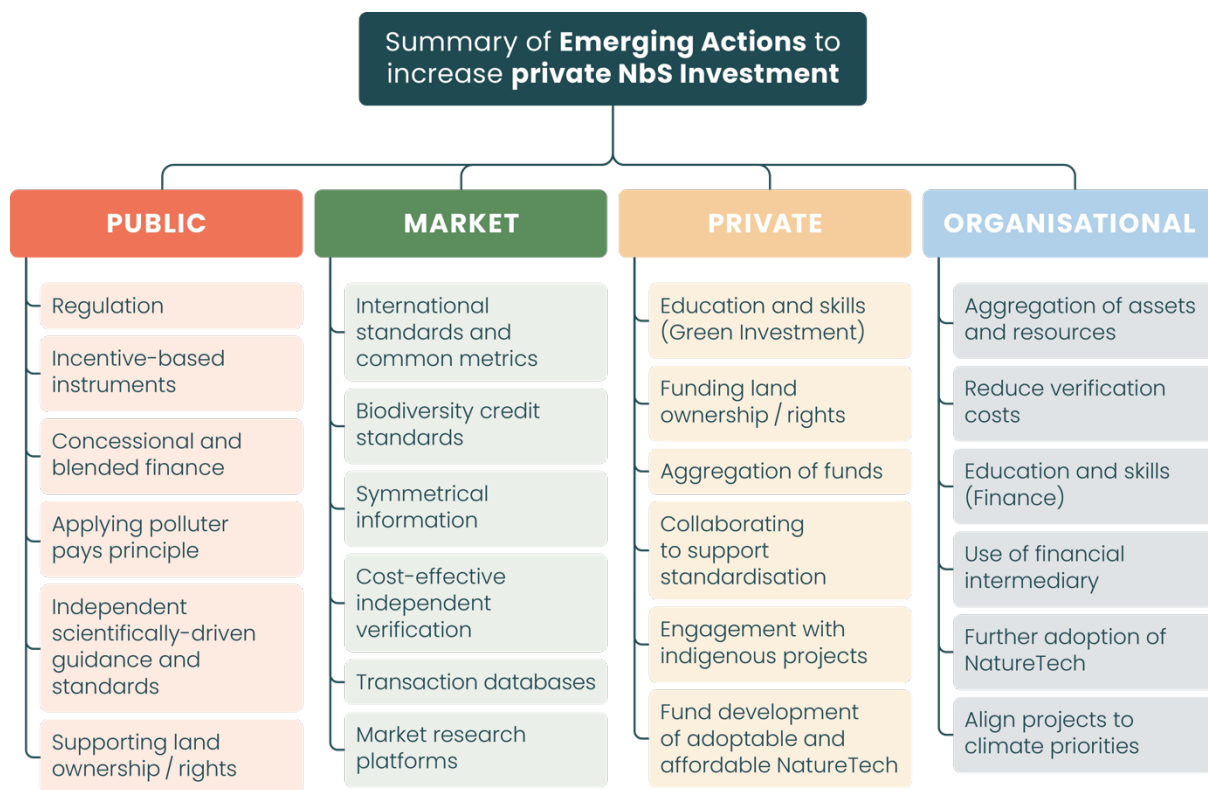 Summary of Emerging Actions to
increase private NbS Investment
PUBLIC
Regulation
Incentive-based
instruments
Concessional and
blended finance
Applying polluter
pays principle
Independent
scientifically-driven
guidance and
standards
Supporting land
ownership / rights
MARKET
International
standards and
common metrics
Biodiversity credit
standards
Symmetrical
information
Cost-effective
independent
verification
Transaction databases
Market research
platforms
PRIVATE
Education and skills
(Green Investment)
Funding land
ownership / rights
Aggregation of funds
Collaborating
to support
standardisation
Engagement with
indigenous projects
Fund development
of adoptable and
affordable NatureTech
ORGANISATIONAL
Aggregation of assets
and resources
Reduce verification
costs
Education and skills
(Finance)
Use of financial
intermediary
Further adoption of
NatureTech
Align projects to
climate priorities